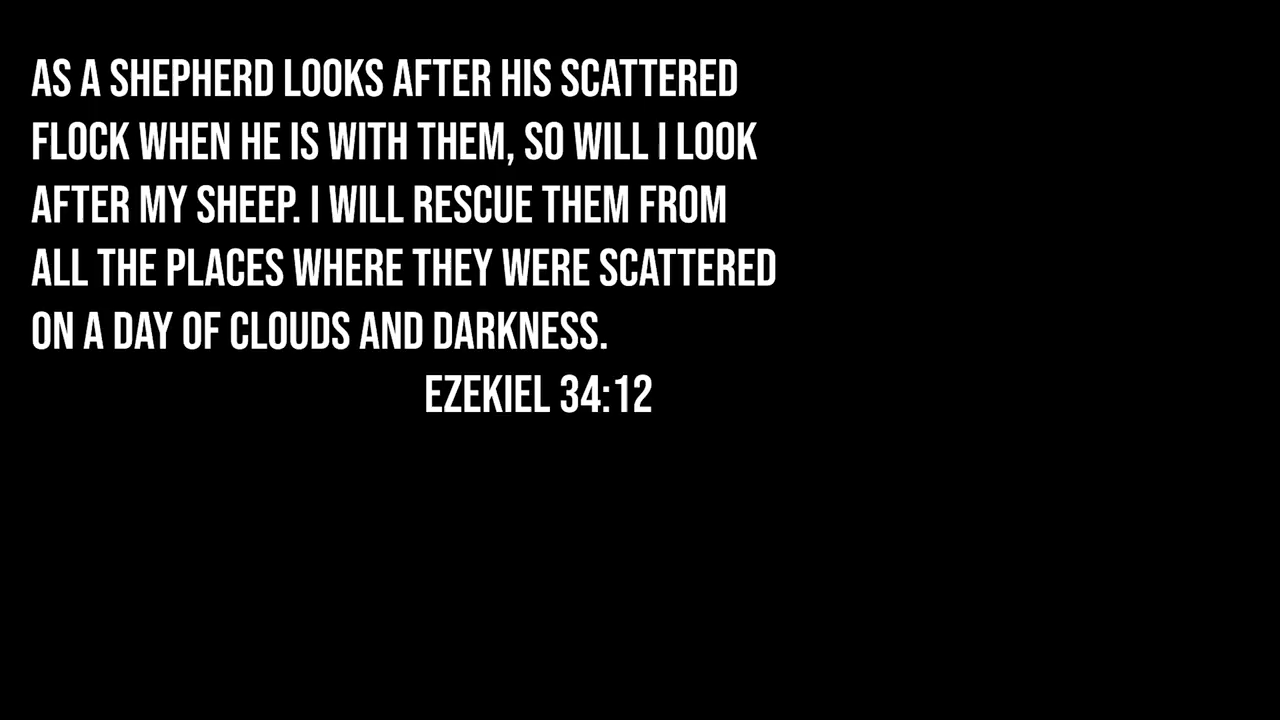 AS A SHEPHERD LOOKS AFTER HIS SCATTERED
FLOCK WHEN HE IS WITH THEM, SO WILL I LOOK
AFTER MY SHEEP. I WILL RESCUE THEM FROM
ALL THE PLACES WHERE THEY WERE SCATTERED
ON A DAY OF CLOUDS AND DARKNESS.
EZEKIEL 34:12